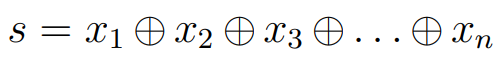 s = x₁ ⊕ x₂ ⊕ x₃ ⊕ … ⊕ xₙ